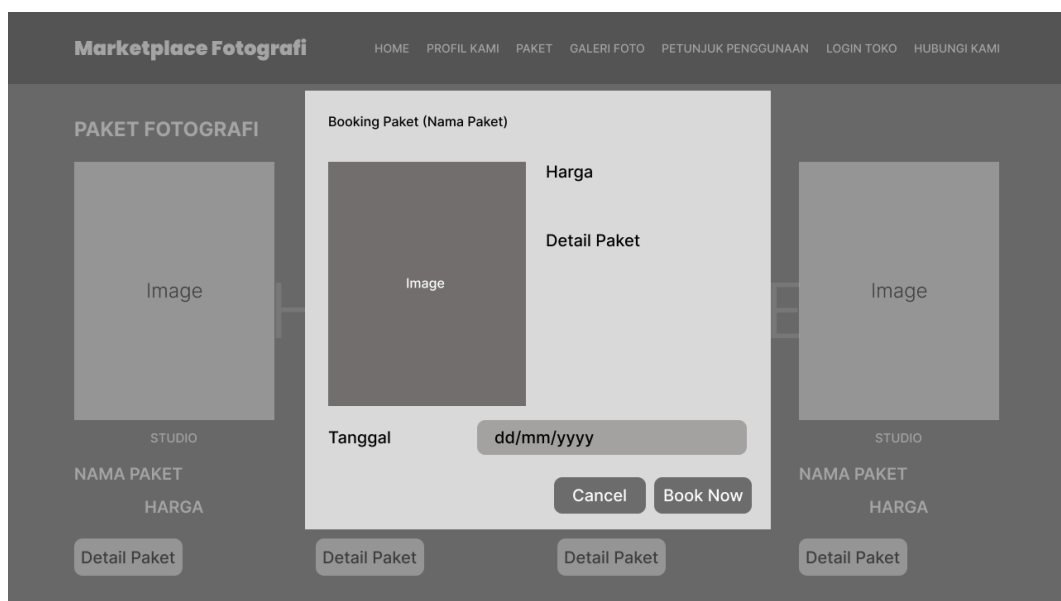 Marketplace Fotografi
HOME PROFIL KAMI PAKET GALERI FOTO PETUNJUK PENGGUNAAN LOGIN TOKO HUBUNGI KAMI
PAKET FOTOGRAFI
Booking Paket (Nama Paket)
Harga
Detail Paket
Image
Image
Image
Tanggal dd/mm/yyyy
Cancel Book Now
STUDIO
STUDIO
NAMA PAKET
NAMA PAKET
HARGA
HARGA
Detail Paket Detail Paket Detail Paket Detail Paket